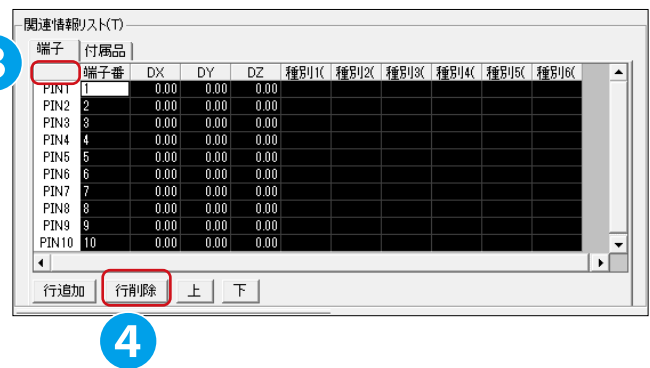 関連情報リスト(T)
端子 付属品
3
端子番 DX DY DZ 種別1( 種別2( 種別3( 種別4( 種別5( 種別6(
PIN1 1 0.00 0.00 0.00
PIN2 2 0.00 0.00 0.00
PIN3 3 0.00 0.00 0.00
PIN4 4 0.00 0.00 0.00
PIN5 5 0.00 0.00 0.00
PIN6 6 0.00 0.00 0.00
PIN7 7 0.00 0.00 0.00
PIN8 8 0.00 0.00 0.00
PIN9 9 0.00 0.00 0.00
PIN10 10 0.00 0.00 0.00
行追加 行削除 上 下
4